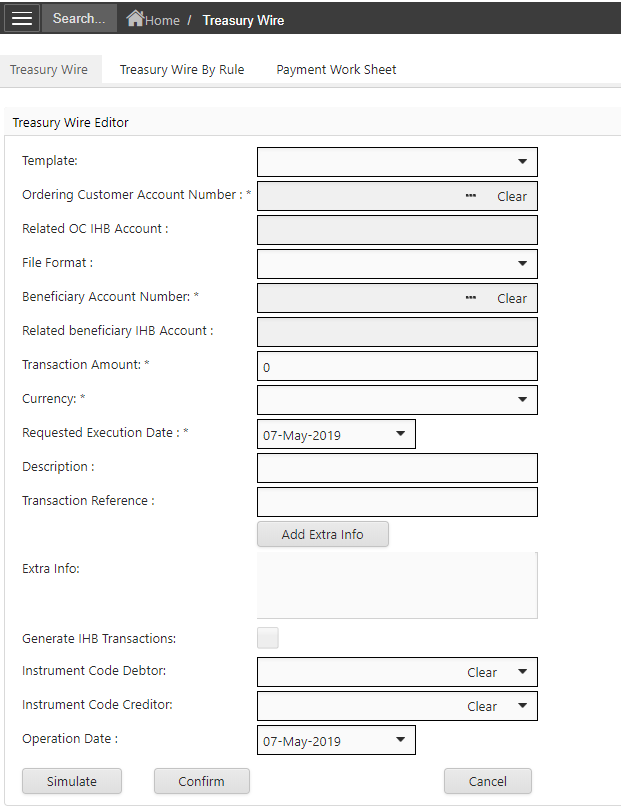 Search... Home / Treasury Wire
Treasury Wire Treasury Wire By Rule Payment Work Sheet
Treasury Wire Editor
Template:
Ordering Customer Account Number : * ... Clear
Related OC IHB Account :
File Format :
Beneficiary Account Number: * ... Clear
Related beneficiary IHB Account :
Transaction Amount: * 0
Currency: *
Requested Execution Date : * 07-May-2019
Description :
Transaction Reference :
Add Extra Info
Extra Info:
Generate IHB Transactions:
Instrument Code Debtor: Clear
Instrument Code Creditor: Clear
Operation Date : 07-May-2019
Simulate Confirm Cancel